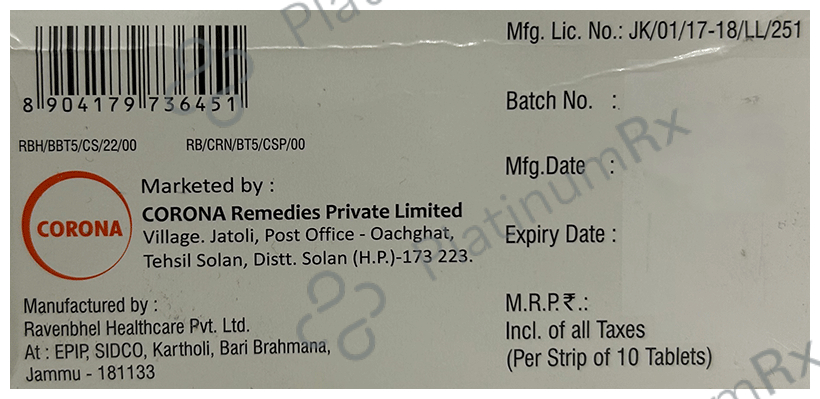 8 904179 736451
RBH/BBT5/CS/22/00 RB/CRN/BT5/CSP/00
CORONA
Marketed by :
CORONA Remedies Private Limited
Village. Jatoli, Post Office - Oachghat,
Tehsil Solan, Distt. Solan (H.P.)-173 223.
Manufactured by :
Ravenbhel Healthcare Pvt. Ltd.
At : EPIP, SIDCO, Kartholi, Bari Brahmana,
Jammu - 181133
Mfg. Lic. No.: JK/01/17-18/LL/251
Batch No. :
Mfg.Date :
Expiry Date :
M.R.P.₹.:
Incl. of all Taxes
(Per Strip of 10 Tablets)
PlatinumRx
PlatinumRx
PlatinumRx